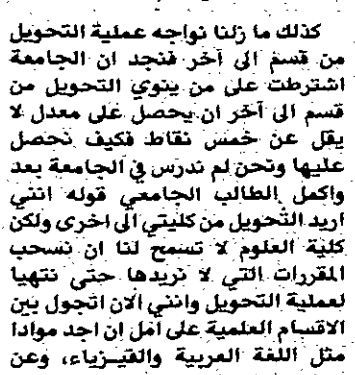 كذلك ما زلنا نواجه عملية التحويل
من قسم الى آخر فنجد ان الجامعة
اشترطت على من ينوي التحويل من
قسم الى آخر ان يحصل على معدل لا
يقل عن خمس نقاط فكيف نحصل
عليها ونحن لم ندرس في الجامعة بعد
واكمل الطالب الجامعي قوله انني
اريد التحويل من كليتي الى اخرى ولكن
كلية العلوم لا تسمح لنا ان نسحب
المقررات التي لا نريدها حتى نتهيا
لعملية التحويل وانني الان اتجول بين
الاقسام العلمية على امل ان اجد موادا
مثل اللغة العربية والفيزياء، وعن